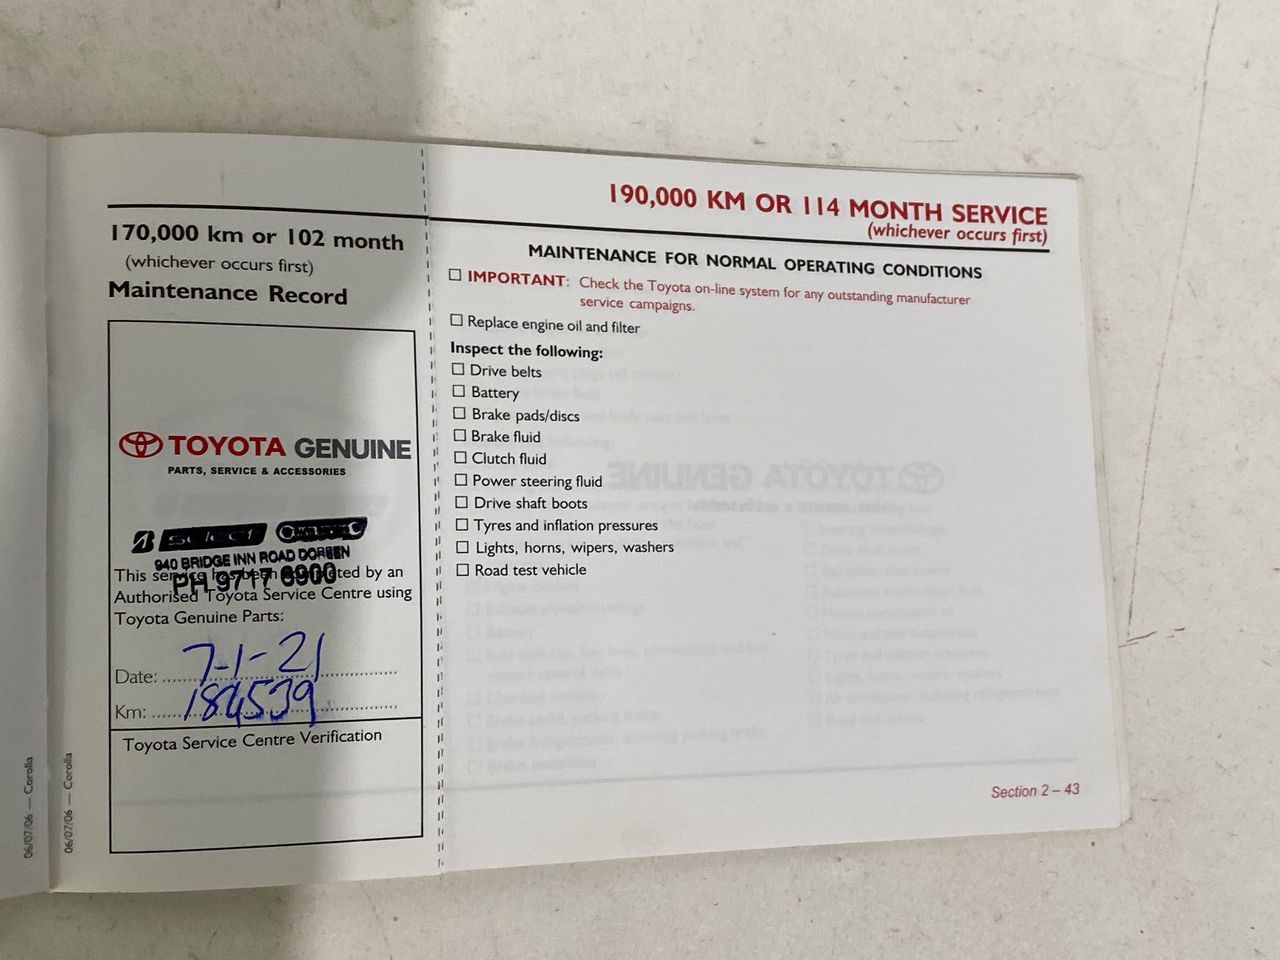 170,000 km or 102 month
(whichever occurs first)
Maintenance Record
TOYOTA GENUINE
PARTS, SERVICE & ACCESSORIES
SELECT
940 BRIDGE INN ROAD DOREEN
PH 9717 6900
This service has been completed by an
Authorised Toyota Service Centre using
Toyota Genuine Parts:
Date: 7-1-21
Km: 184539
Toyota Service Centre Verification
06/07/06 — Corolla
06/07/06 — Corolla
190,000 KM OR 114 MONTH SERVICE
(whichever occurs first)
MAINTENANCE FOR NORMAL OPERATING CONDITIONS
☐ IMPORTANT: Check the Toyota on-line system for any outstanding manufacturer
service campaigns.
☐ Replace engine oil and filter
Inspect the following:
☐ Drive belts
☐ Battery
☐ Brake pads/discs
☐ Brake fluid
☐ Clutch fluid
☐ Power steering fluid
☐ Drive shaft boots
☐ Tyres and inflation pressures
☐ Lights, horns, wipers, washers
☐ Road test vehicle
Section 2 – 43